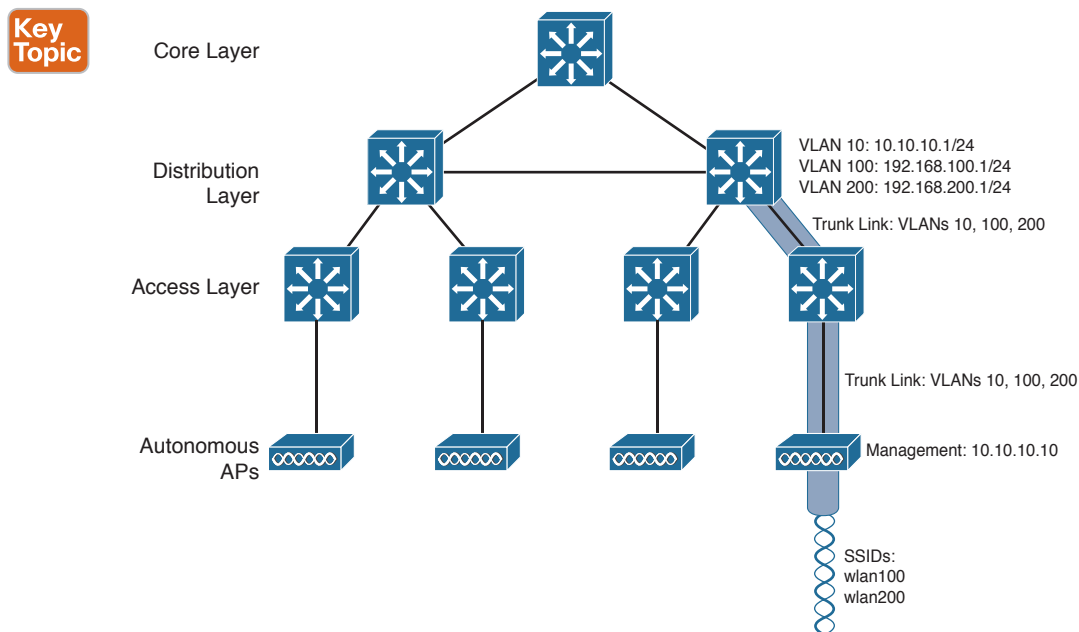 Key
Topic
Core Layer
Distribution
Layer
VLAN 10: 10.10.10.1/24
VLAN 100: 192.168.100.1/24
VLAN 200: 192.168.200.1/24
Trunk Link: VLANs 10, 100, 200
Access Layer
Trunk Link: VLANs 10, 100, 200
Autonomous
APs
Management: 10.10.10.10
SSIDs:
wlan100
wlan200